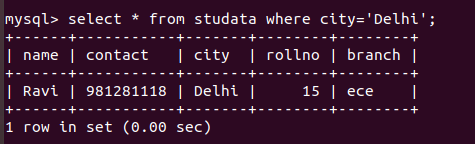 mysql> select * from studata where city='Delhi';
+------+-----------+-------+--------+--------+
| name | contact   | city  | rollno | branch |
+------+-----------+-------+--------+--------+
| Ravi | 981281118 | Delhi |     15 | ece    |
+------+-----------+-------+--------+--------+
1 row in set (0.00 sec)